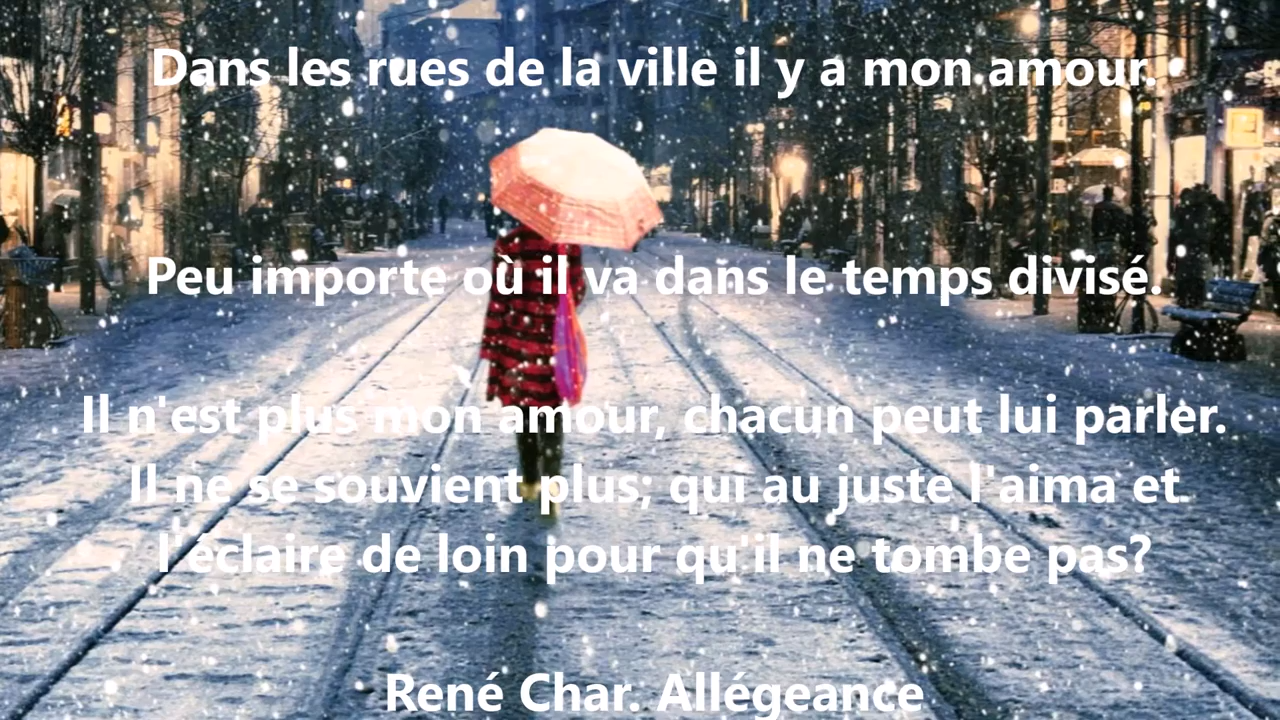 Dans les rues de la ville il y a mon amour.
Peu importe où il va dans le temps divisé.
Il n'est plus mon amour, chacun peut lui parler.
Il ne se souvient plus; qui au juste l'aima et
l'éclaire de loin pour qu'il ne tombe pas?
René Char. Allégeance